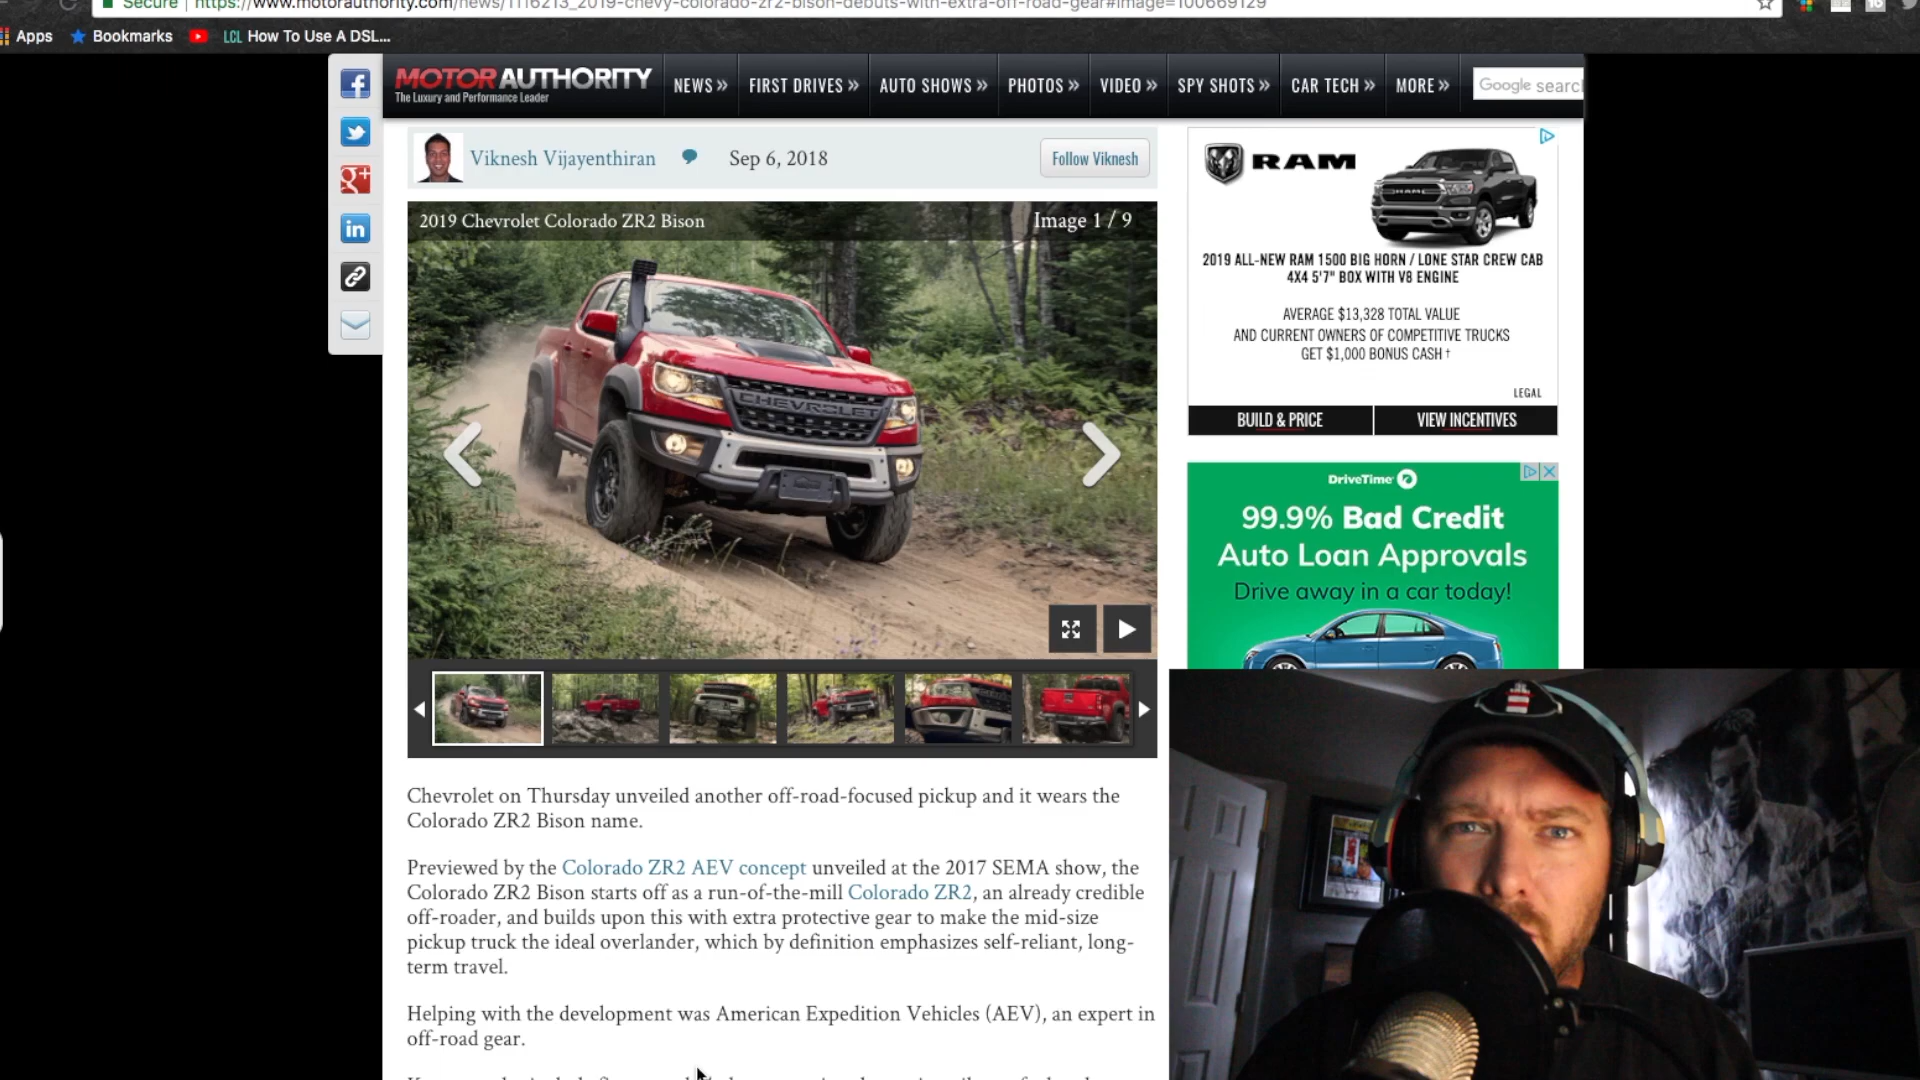 Secure https://www.motorauthority.com/news/1116213_2019-chevy-colorado-zr2-bison-debuts-with-extra-off-road-gear#image=100669129
Apps Bookmarks LCL How To Use A DSL...
MOTORAUTHORITY
The Luxury and Performance Leader
NEWS » FIRST DRIVES » AUTO SHOWS » PHOTOS » VIDEO » SPY SHOTS » CAR TECH » MORE » Google search
Viknesh Vijayenthiran Sep 6, 2018 Follow Viknesh
2019 Chevrolet Colorado ZR2 Bison Image 1 / 9
CHEVROLET
Chevrolet on Thursday unveiled another off-road-focused pickup and it wears the
Colorado ZR2 Bison name.
Previewed by the Colorado ZR2 AEV concept unveiled at the 2017 SEMA show, the
Colorado ZR2 Bison starts off as a run-of-the-mill Colorado ZR2, an already credible
off-roader, and builds upon this with extra protective gear to make the mid-size
pickup truck the ideal overlander, which by definition emphasizes self-reliant, long-
term travel.
Helping with the development was American Expedition Vehicles (AEV), an expert in
off-road gear.
RAM
2019 ALL-NEW RAM 1500 BIG HORN / LONE STAR CREW CAB
4X4 5'7" BOX WITH V8 ENGINE
AVERAGE $13,328 TOTAL VALUE
AND CURRENT OWNERS OF COMPETITIVE TRUCKS
GET $1,000 BONUS CASH †
LEGAL
BUILD & PRICE VIEW INCENTIVES
DriveTime
99.9% Bad Credit
Auto Loan Approvals
Drive away in a car today!